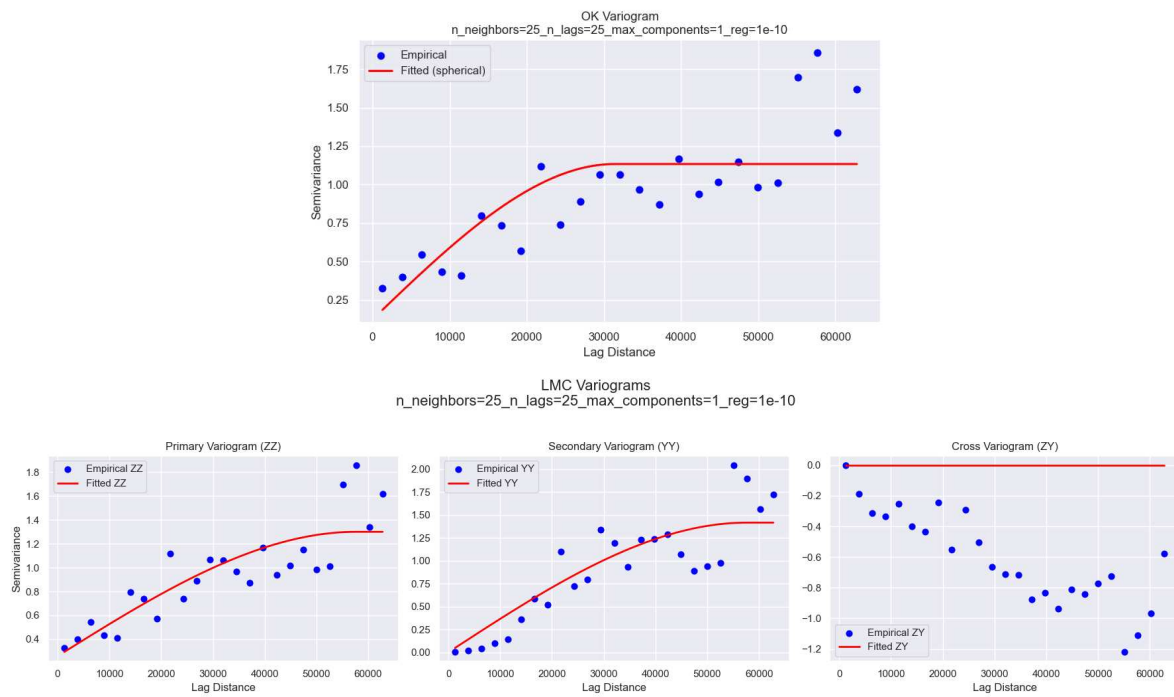 OK Variogram
n_neighbors=25_n_lags=25_max_components=1_reg=1e-10
Empirical
Fitted (spherical)
1.75
1.50
1.25
1.00
0.75
0.50
0.25
Semivariance
0 10000 20000 30000 40000 50000 60000
Lag Distance
LMC Variograms
n_neighbors=25_n_lags=25_max_components=1_reg=1e-10
Primary Variogram (ZZ)
Empirical ZZ
Fitted ZZ
1.8
1.6
1.4
1.2
1.0
0.8
0.6
0.4
Semivariance
0 10000 20000 30000 40000 50000 60000
Lag Distance
Secondary Variogram (YY)
Empirical YY
Fitted YY
2.00
1.75
1.50
1.25
1.00
0.75
0.50
0.25
0.00
0 10000 20000 30000 40000 50000 60000
Lag Distance
Cross Variogram (ZY)
0.0
−0.2
−0.4
−0.6
−0.8
−1.0
−1.2
Empirical ZY
Fitted ZY
0 10000 20000 30000 40000 50000 60000
Lag Distance